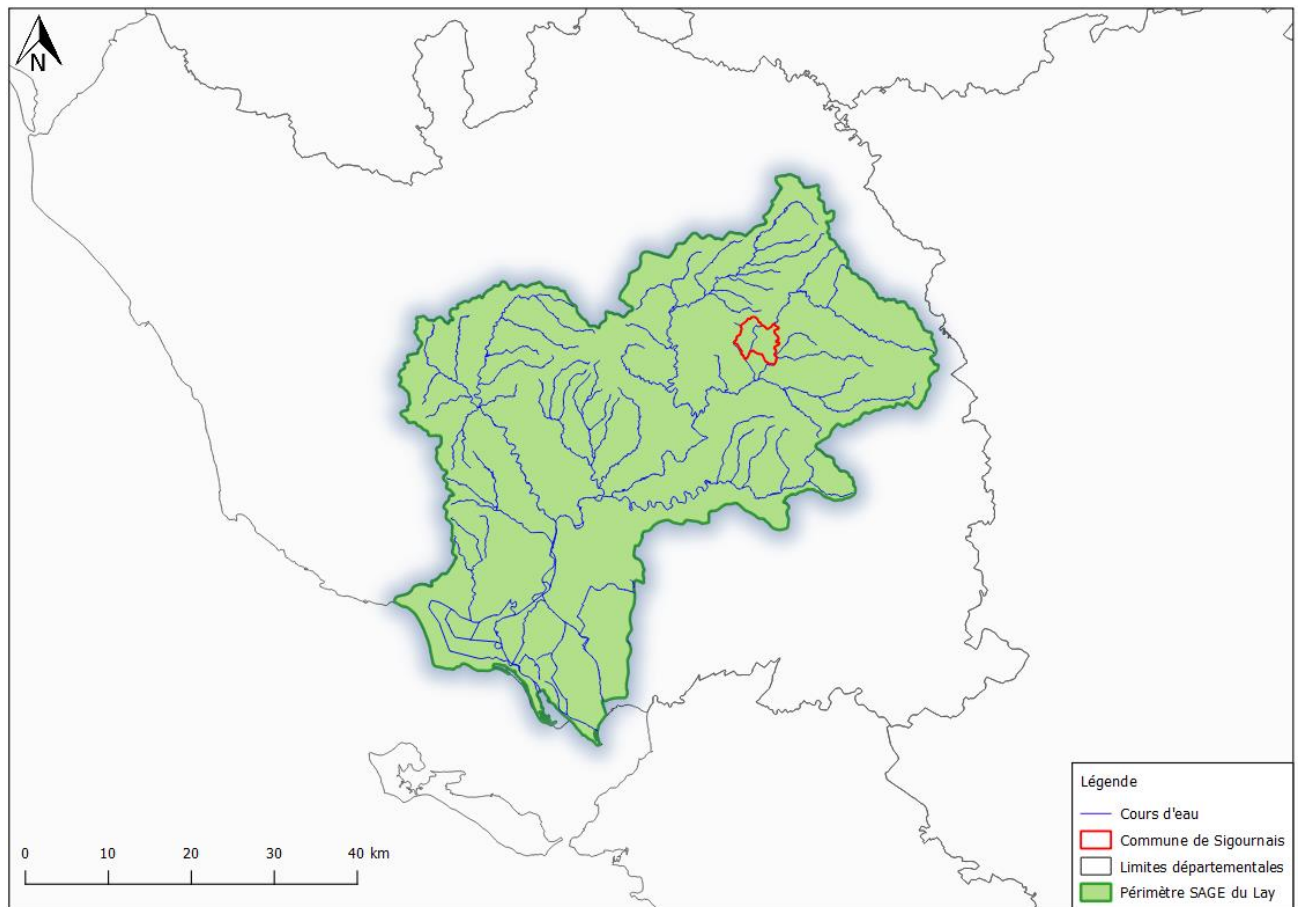 N
0 10 20 30 40 km
Légende
Cours d'eau
Commune de Sigournais
Limites départementales
Périmètre SAGE du Lay